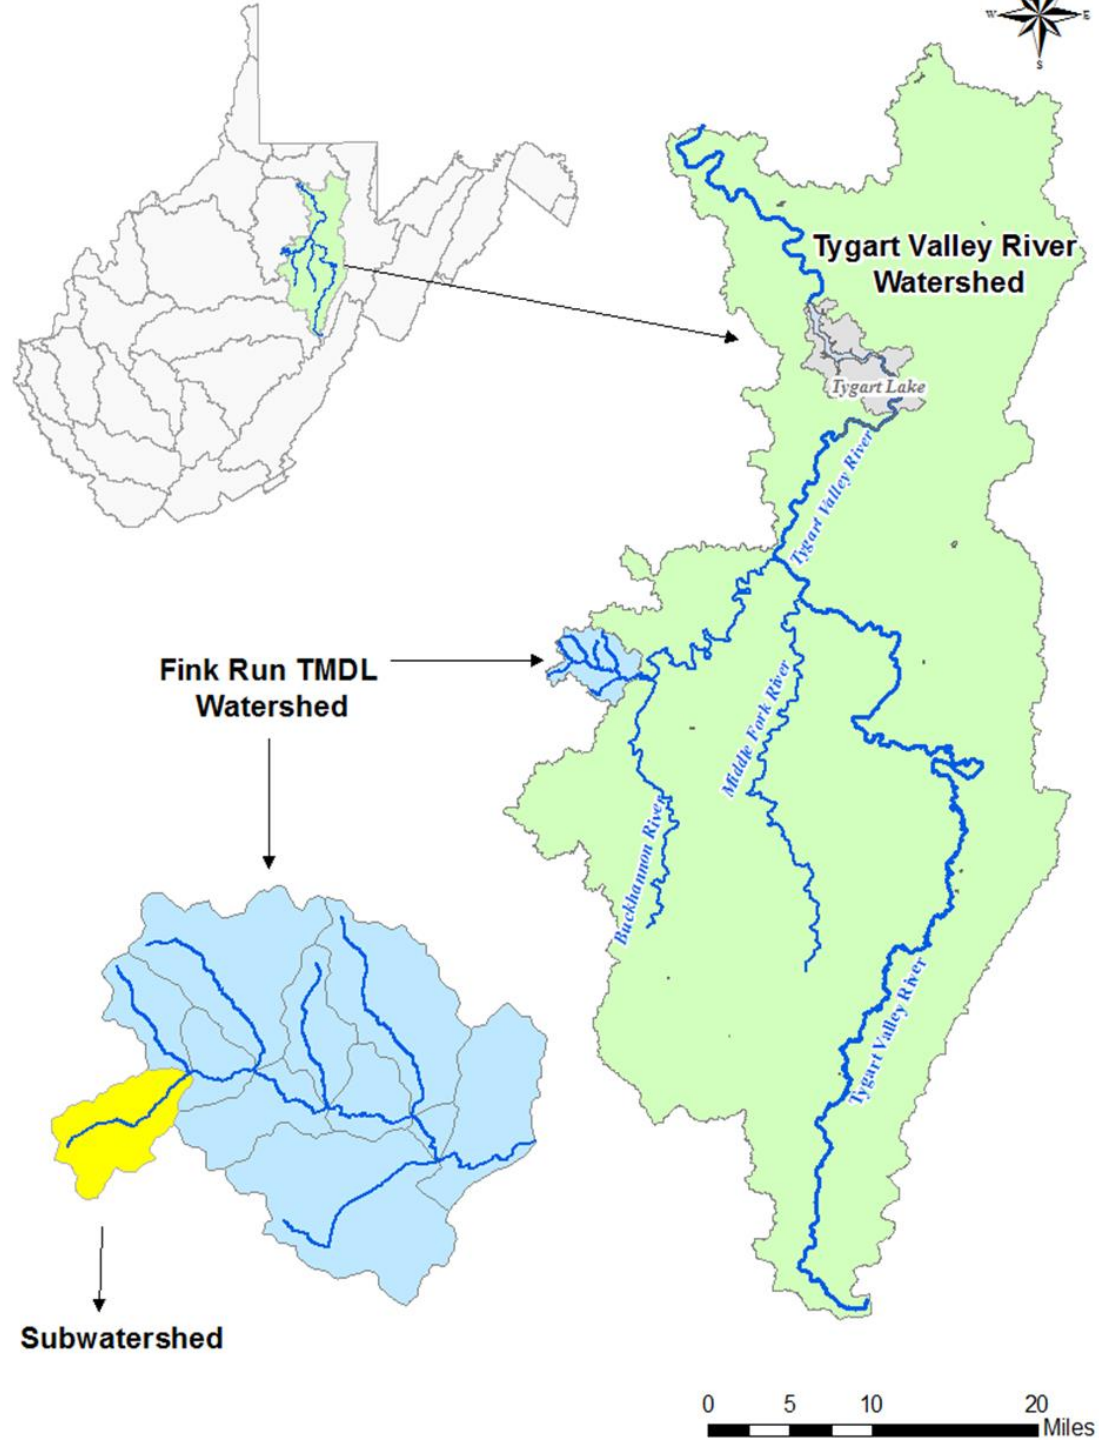 W
E
S
Tygart Valley River
Watershed
Tygart Lake
Tygart Valley River
Fink Run TMDL
Watershed
Middle Fork River
Buckhannon River
Tygart Valley River
Subwatershed
0 5 10 20
Miles